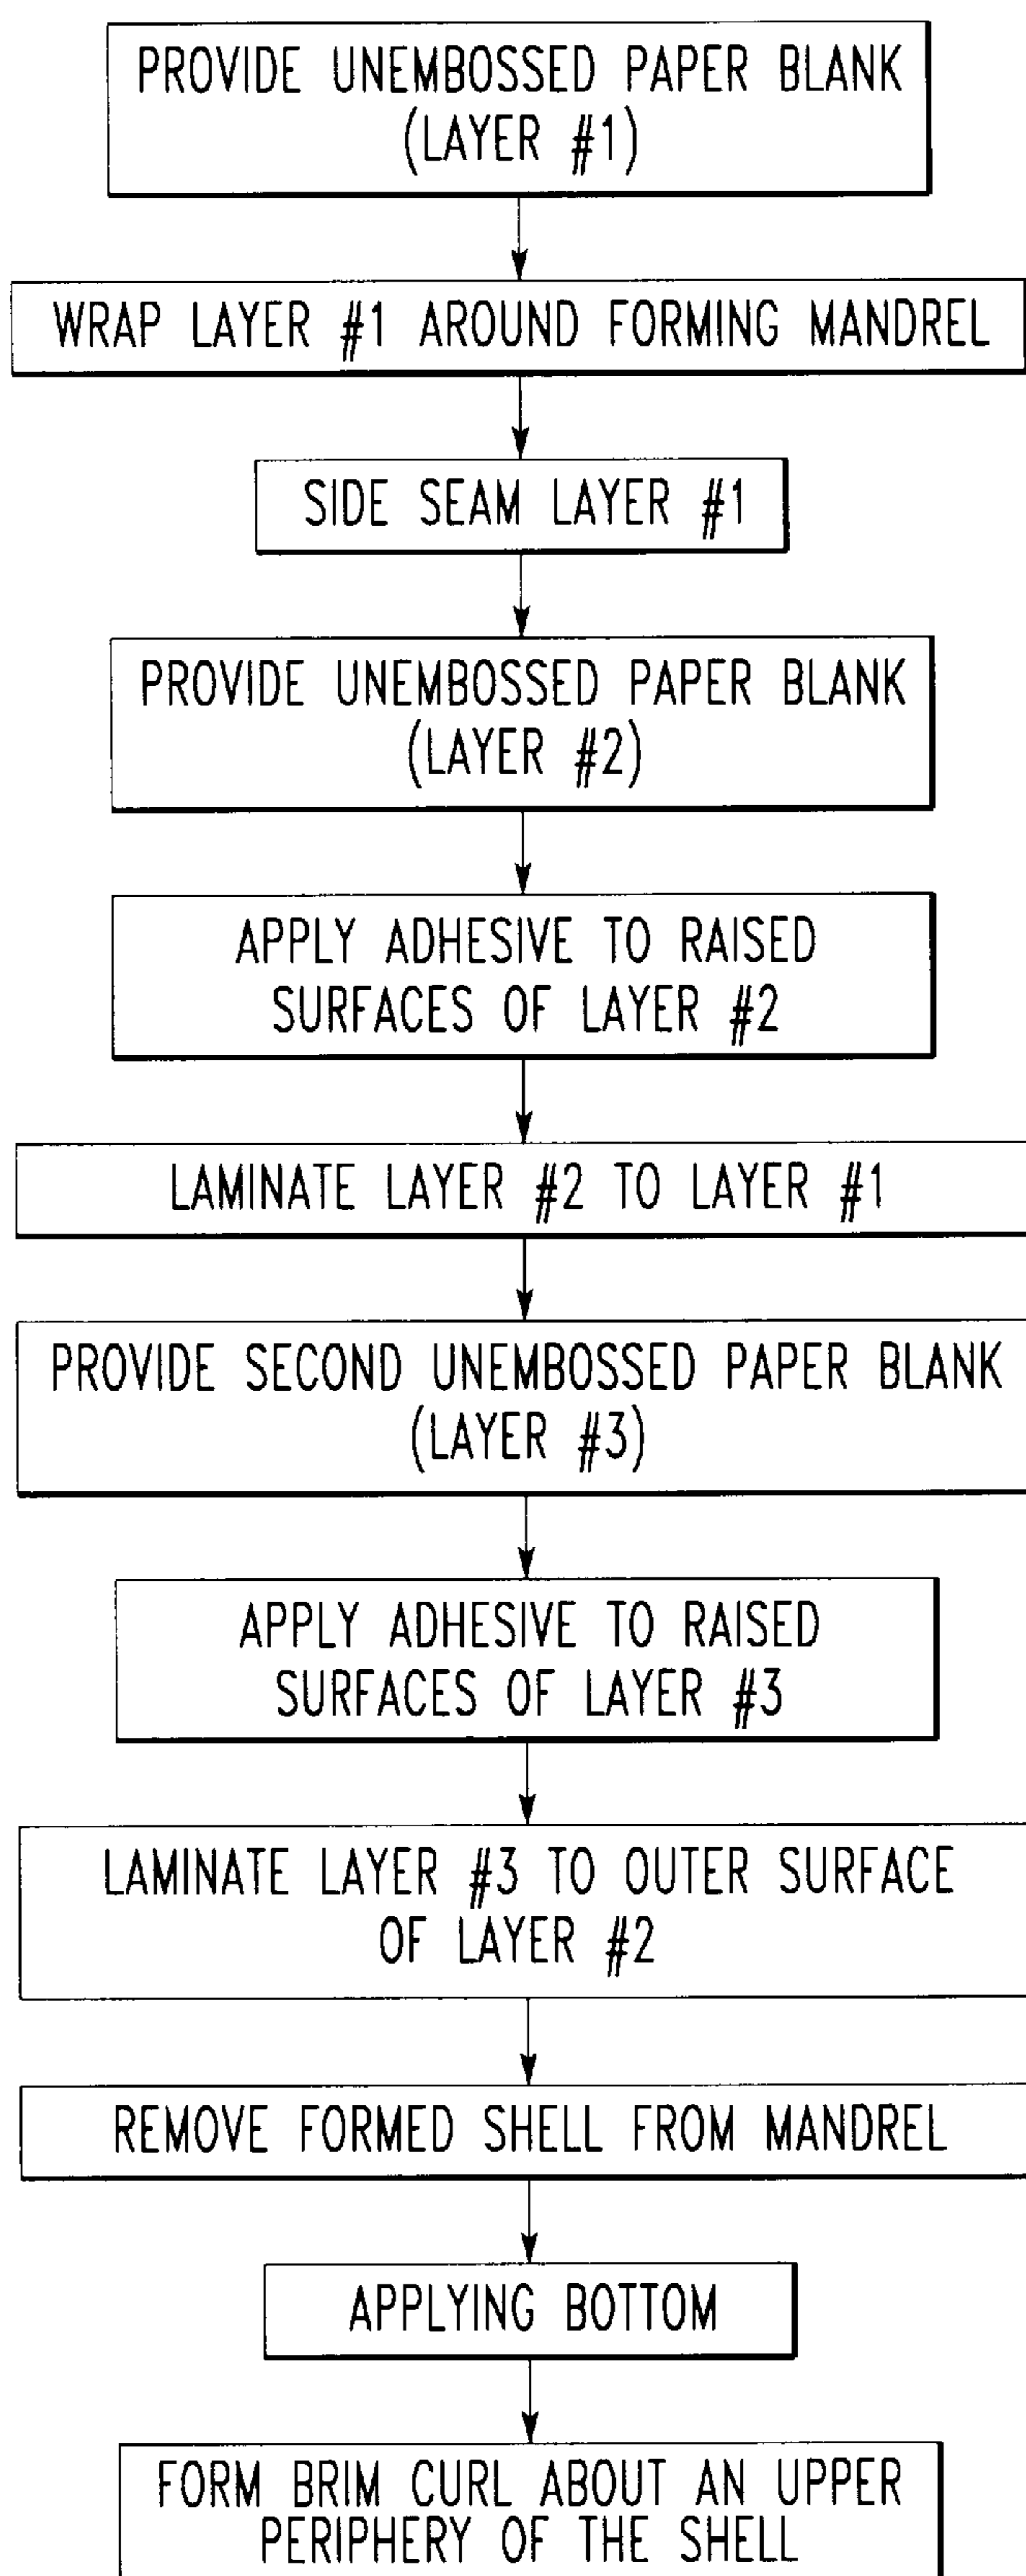 PROVIDE UNEMBOSSED PAPER BLANK
(LAYER #1)
WRAP LAYER #1 AROUND FORMING MANDREL
SIDE SEAM LAYER #1
PROVIDE UNEMBOSSED PAPER BLANK
(LAYER #2)
APPLY ADHESIVE TO RAISED
SURFACES OF LAYER #2
LAMINATE LAYER #2 TO LAYER #1
PROVIDE SECOND UNEMBOSSED PAPER BLANK
(LAYER #3)
APPLY ADHESIVE TO RAISED
SURFACES OF LAYER #3
LAMINATE LAYER #3 TO OUTER SURFACE
OF LAYER #2
REMOVE FORMED SHELL FROM MANDREL
APPLYING BOTTOM
FORM BRIM CURL ABOUT AN UPPER
PERIPHERY OF THE SHELL